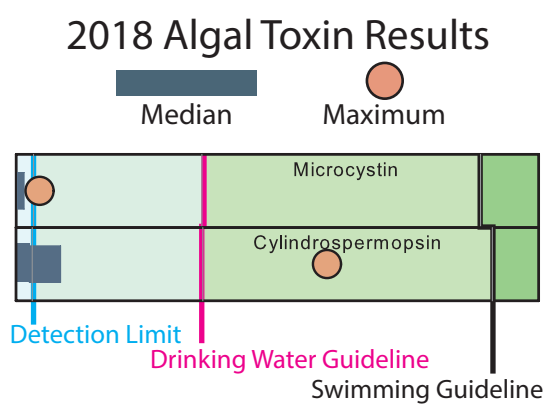 2018 Algal Toxin Results
Median
Maximum
Microcystin
Cylindrospermopsin
Detection Limit
Drinking Water Guideline
Swimming Guideline